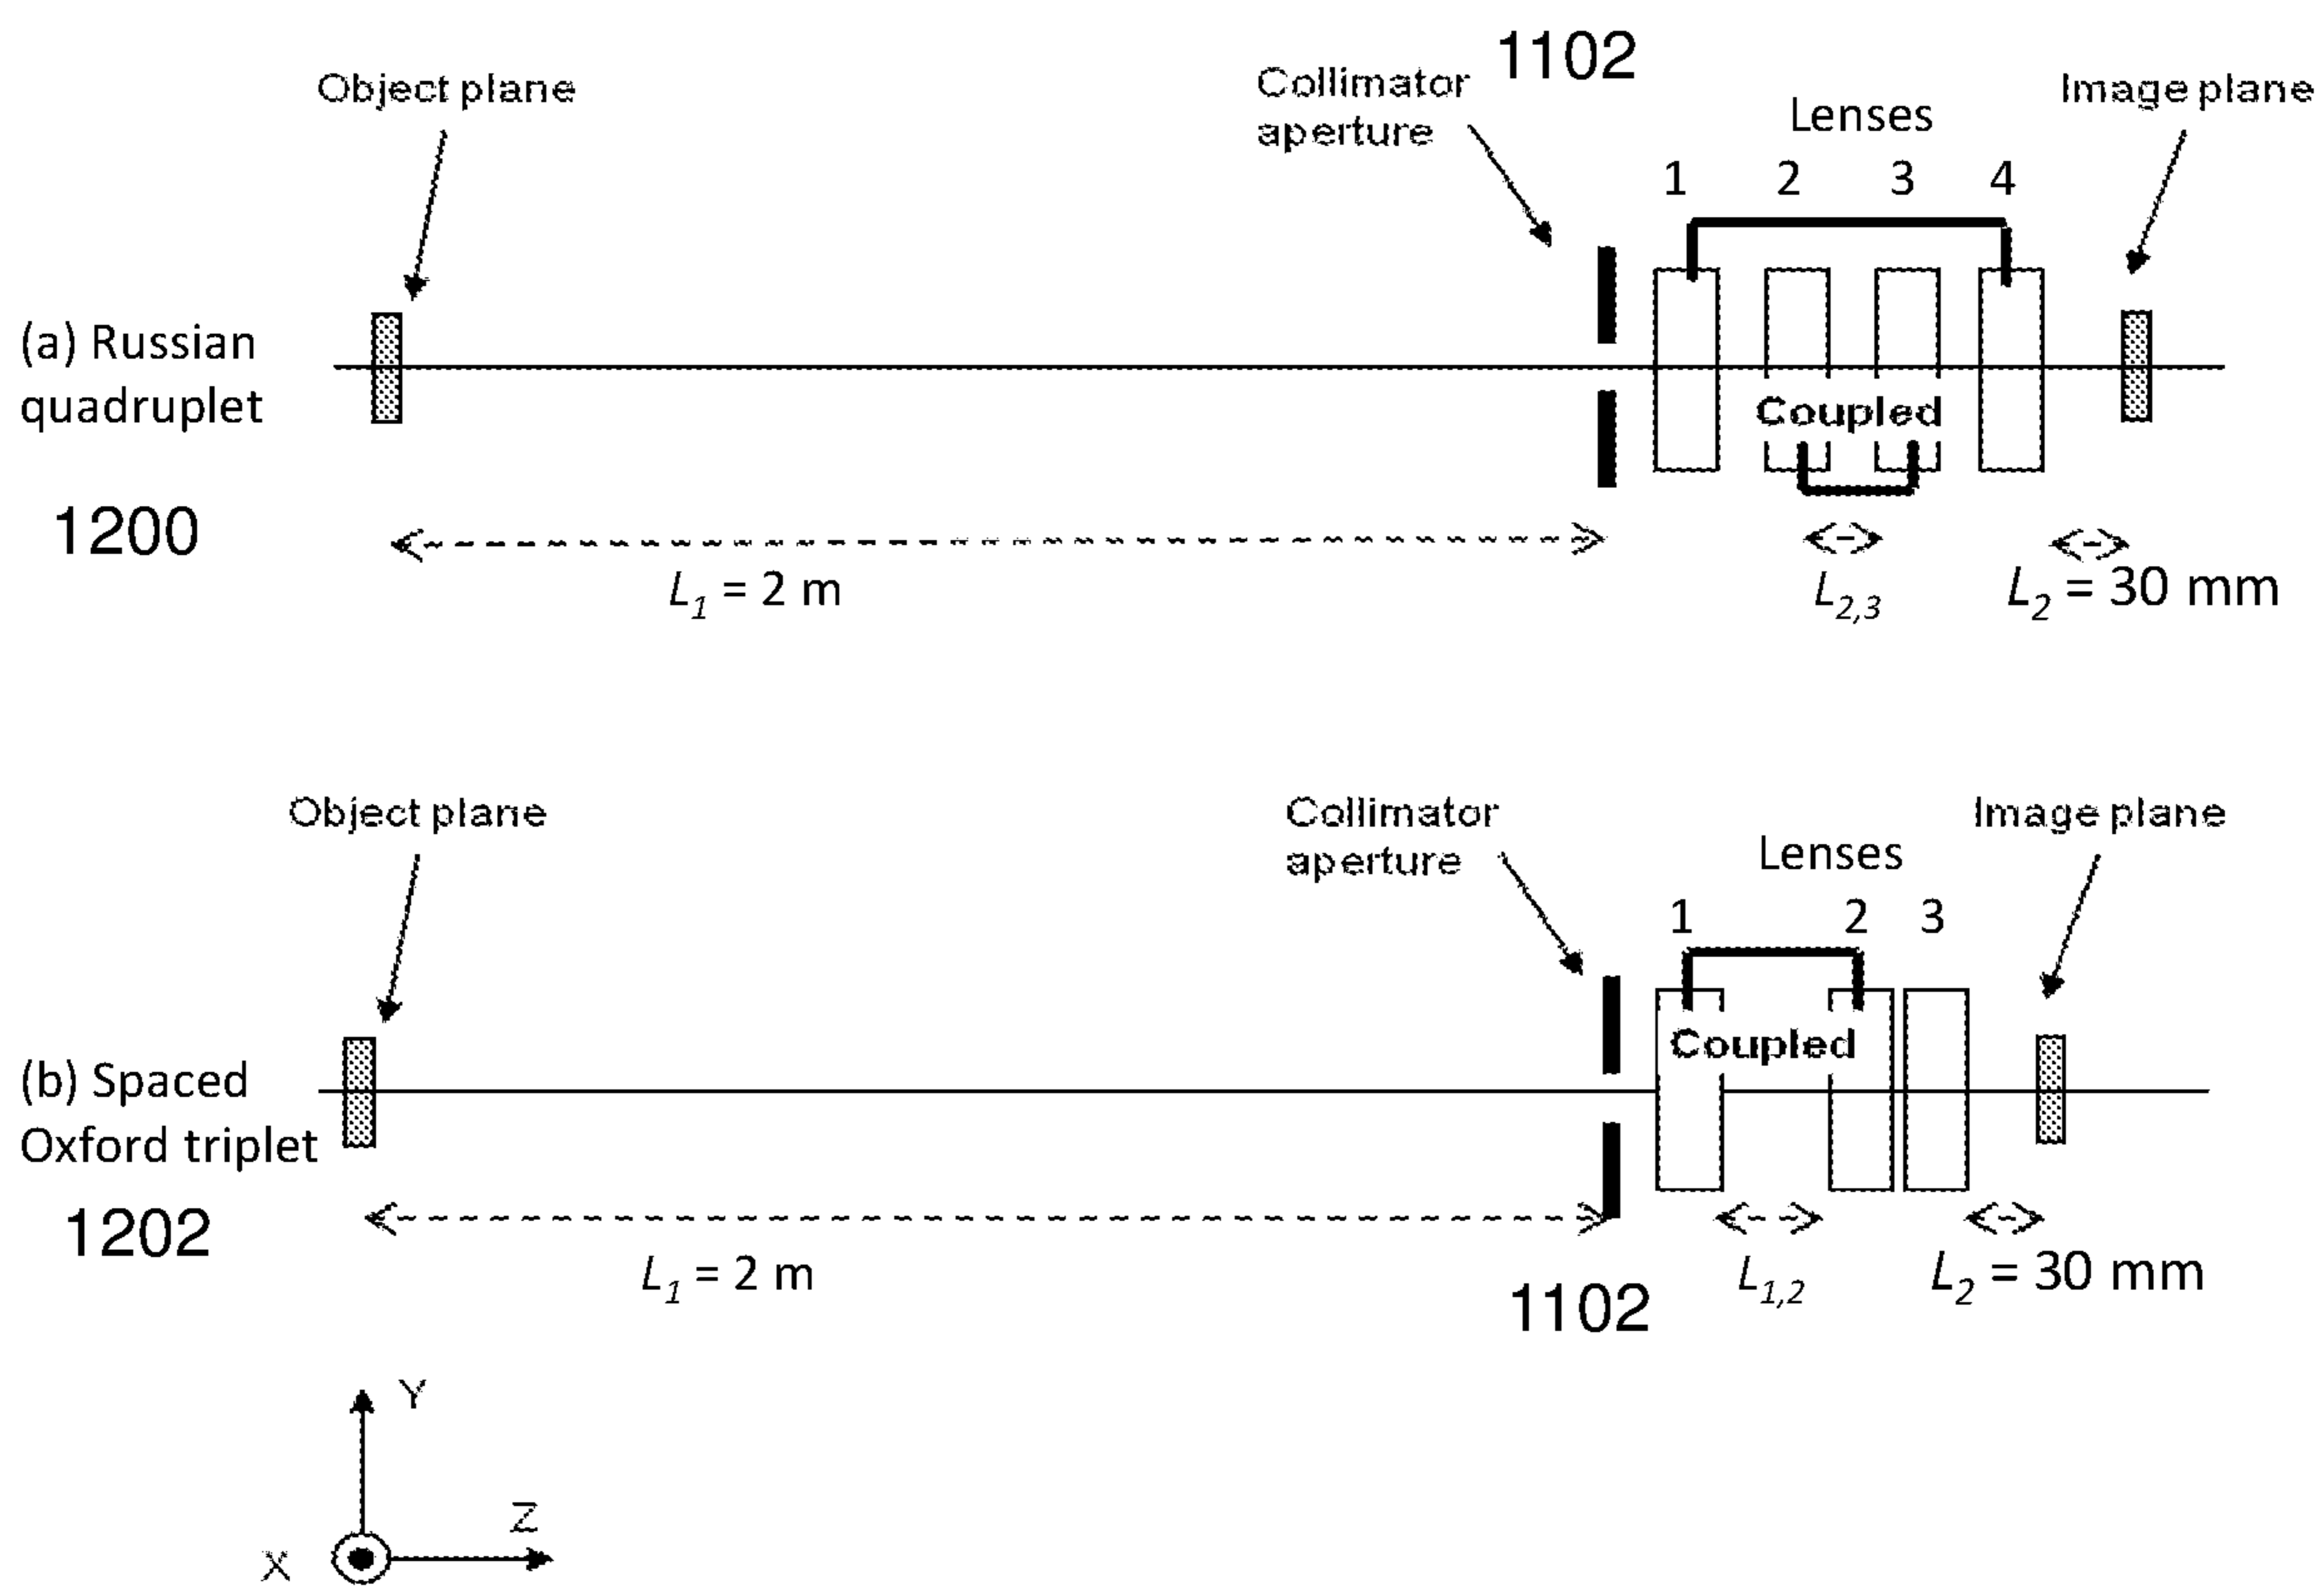 1102
Object plane
Collimator
aperture
Lenses
Image plane
1 2 3 4
(a) Russian
quadruplet
Coupled
1200
L1 = 2 m
L2,3
L2 = 30 mm
Object plane
Collimator
aperture
Lenses
Image plane
1 2 3
Coupled
(b) Spaced
Oxford triplet
1202
L1 = 2 m
L1,2
L2 = 30 mm
1102
Y
Z
X